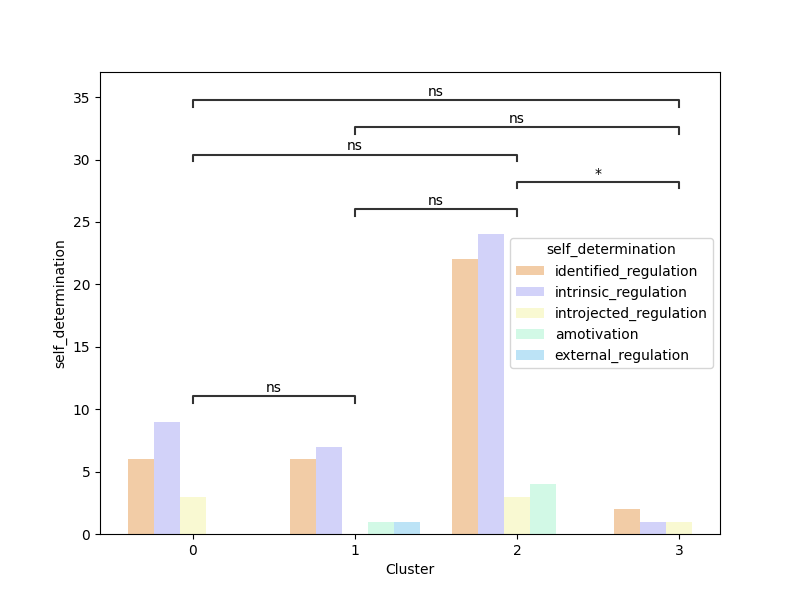 ns
ns
ns
*
ns
ns
35
30
25
20
15
10
5
0
self_determination
self_determination
identified_regulation
intrinsic_regulation
introjected_regulation
amotivation
external_regulation
0 1 2 3
Cluster